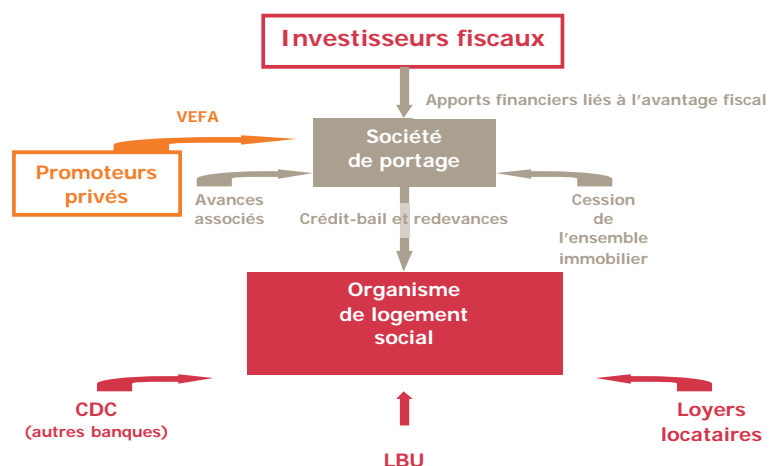 Investisseurs fiscaux
Apports financiers liés à l'avantage fiscal
VEFA
Société
de portage
Promoteurs
privés
Avances
associés
Crédit-bail et redevances
Cession
de
l'ensemble
immobilier
Organisme
de logement
social
CDC
(autres banques)
LBU
Loyers
locataires